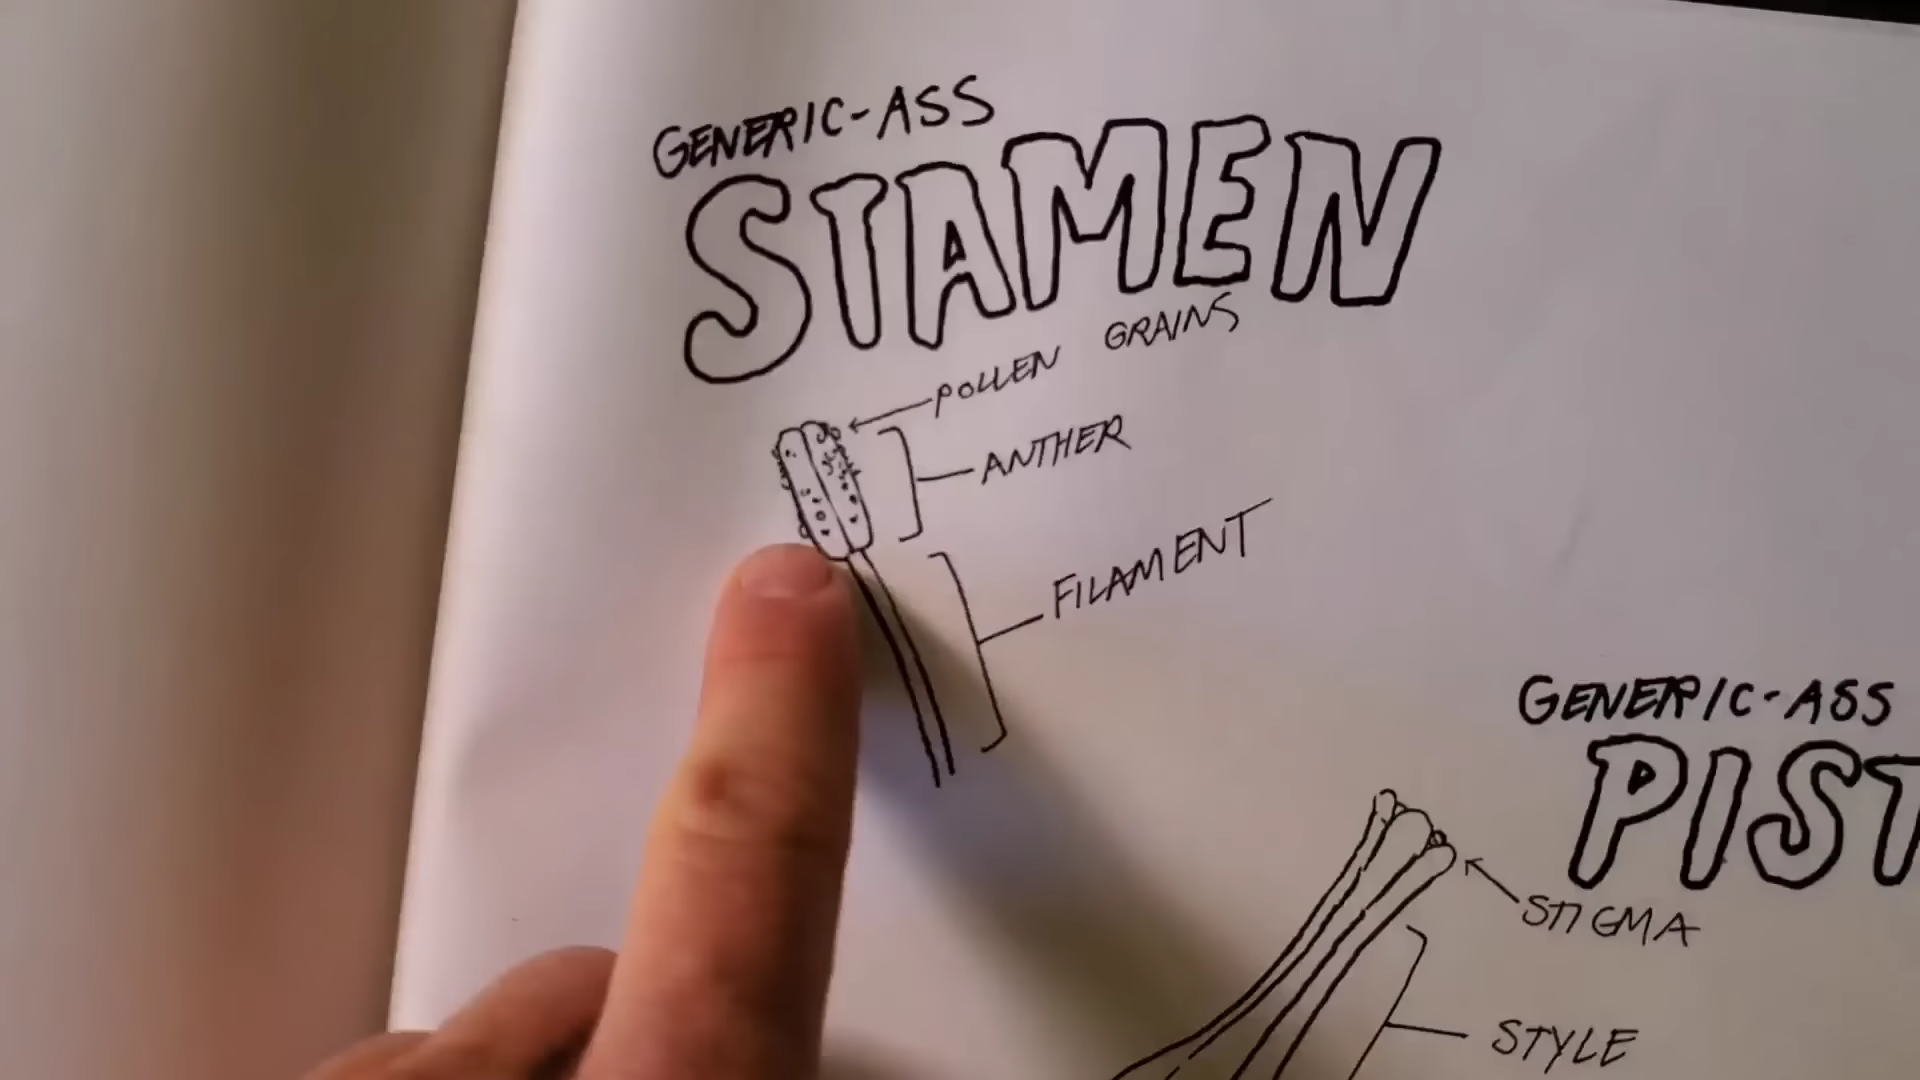 GENERIC-ASS
STAMEN
POLLEN GRAINS
ANTHER
FILAMENT
GENERIC-ASS
PIST
STIGMA
STYLE